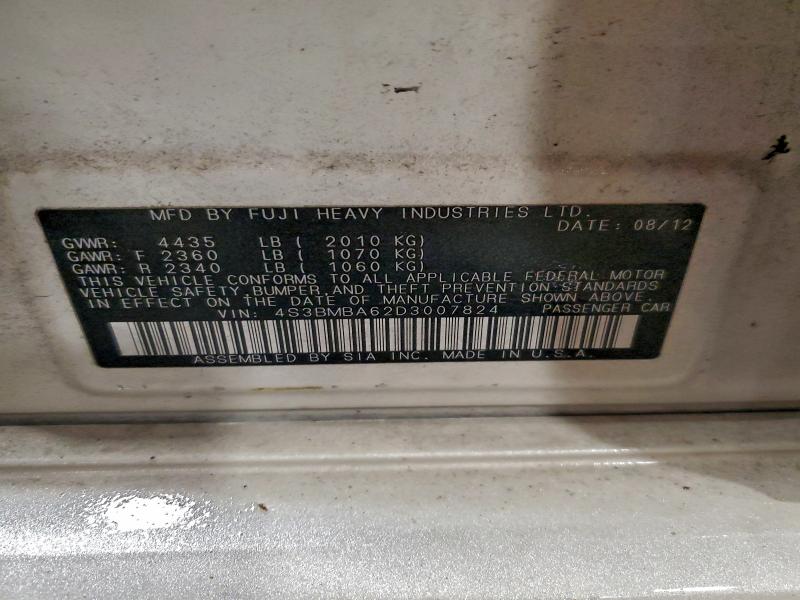 MFD BY FUJI HEAVY INDUSTRIES LTD.
DATE: 08/12
GVWR: 4435 LB ( 2010 KG)
GAWR: F 2360 LB ( 1070 KG)
GAWR: R 2340 LB ( 1060 KG)
THIS VEHICLE CONFORMS TO ALL APPLICABLE FEDERAL MOTOR
VEHICLE SAFETY, BUMPER, AND THEFT PREVENTION STANDARDS
IN EFFECT ON THE DATE OF MANUFACTURE SHOWN ABOVE.
VIN: 4S3BMBA62D3007824 PASSENGER CAR
ASSEMBLED BY SIA INC. MADE IN U.S.A.